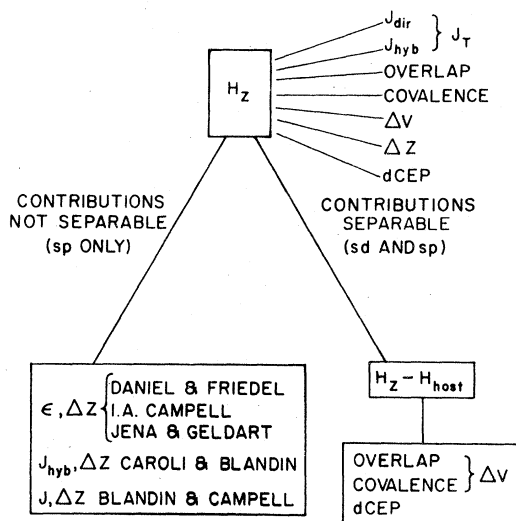 H_Z
J_dir
J_hyb } J_T
OVERLAP
COVALENCE
ΔV
ΔZ
dCEP
CONTRIBUTIONS
NOT SEPARABLE
(sp ONLY)
CONTRIBUTIONS
SEPARABLE
(sd AND sp)
DANIEL & FRIEDEL
ϵ, ΔZ { I.A. CAMPELL
JENA & GELDART
J_hyb, ΔZ CAROLI & BLANDIN
J, ΔZ BLANDIN & CAMPELL
H_Z – H_host
OVERLAP
COVALENCE } ΔV
dCEP